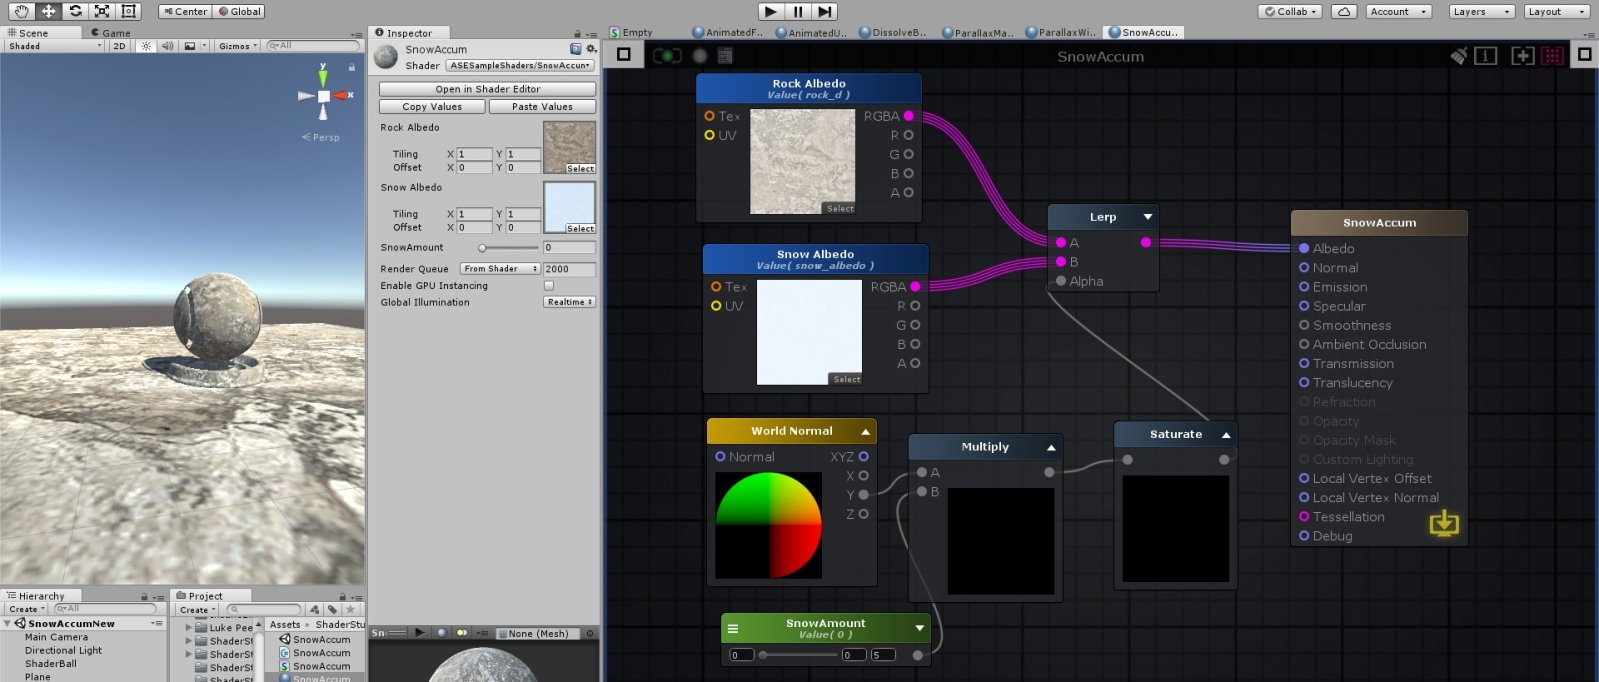 Center
Global
Collab
Account
Layers
Layout
Scene
Game
Shaded
2D
Gizmos
All
y
x
Persp
Inspector
SnowAccum
Shader
ASESampleShaders/SnowAccum
Open in Shader Editor
Copy Values
Paste Values
Rock Albedo
Tiling X 1 Y 1
Offset X 0 Y 0
Select
Snow Albedo
Tiling X 1 Y 1
Offset X 0 Y 0
Select
SnowAmount 0
Render Queue From Shader 2000
Enable GPU Instancing
Global Illumination Realtime
None (Mesh)
Empty
AnimatedF..
AnimatedU..
DissolveB..
ParallaxMa..
ParallaxWi..
SnowAccu..
SnowAccum
Rock Albedo
Value( rock_d )
Tex
UV
RGBA
R
G
B
A
Select
Snow Albedo
Value( snow_albedo )
Tex
UV
RGBA
R
G
B
A
Select
Lerp
A
B
Alpha
World Normal
Normal
XYZ
X
Y
Z
Multiply
A
B
Saturate
SnowAmount
Value( 0 )
0
0
5
SnowAccum
Albedo
Normal
Emission
Specular
Smoothness
Ambient Occlusion
Transmission
Translucency
Refraction
Opacity
Opacity Mask
Custom Lighting
Local Vertex Offset
Local Vertex Normal
Tessellation
Debug
Hierarchy
Create
All
SnowAccumNew
Main Camera
Directional Light
ShaderBall
Plane
Project
Create
Luke Pee
ShaderSt
ShaderSt
ShaderSt
ShaderSt
Assets
ShaderStu
SnowAccum
SnowAccum
SnowAccum
SnowAccum